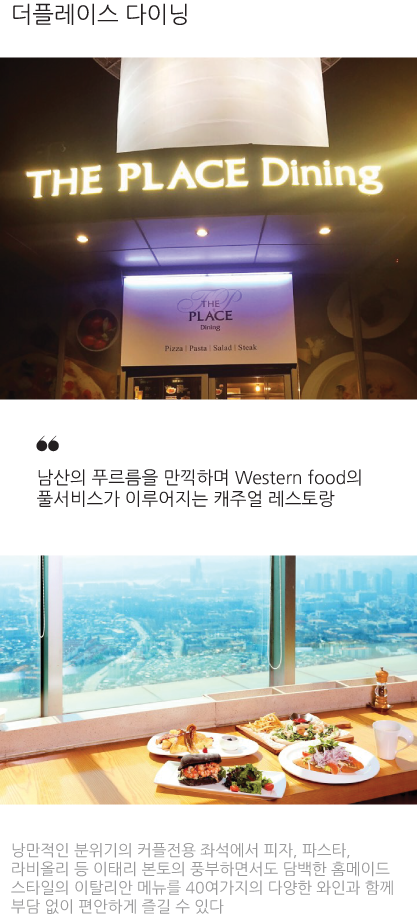 더플레이스 다이닝
THE PLACE Dining
THE
PLACE
Dining
Pizza | Pasta | Salad | Steak
남산의 푸르름을 만끽하며 Western food의
풀서비스가 이루어지는 캐주얼 레스토랑
낭만적인 분위기의 커플전용 좌석에서 피자, 파스타,
라비올리 등 이태리 본토의 풍부하면서도 담백한 홈메이드
스타일의 이탈리안 메뉴를 40여가지의 다양한 와인과 함께
부담 없이 편안하게 즐길 수 있다